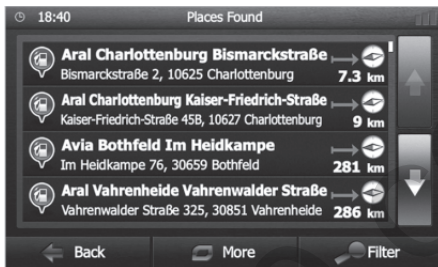 18:40 Places Found
Aral Charlottenburg Bismarckstraße
Bismarckstraße 2, 10625 Charlottenburg 7.3 km
Aral Charlottenburg Kaiser-Friedrich-Straße
Kaiser-Friedrich-Straße 45B, 10627 Charlottenburg 9 km
Avia Bothfeld Im Heidkampe
Im Heidkampe 76, 30659 Bothfeld 281 km
Aral Vahrenheide Vahrenwalder Straße
Vahrenwalder Straße 325, 30851 Vahrenheide 286 km
Back More Filter